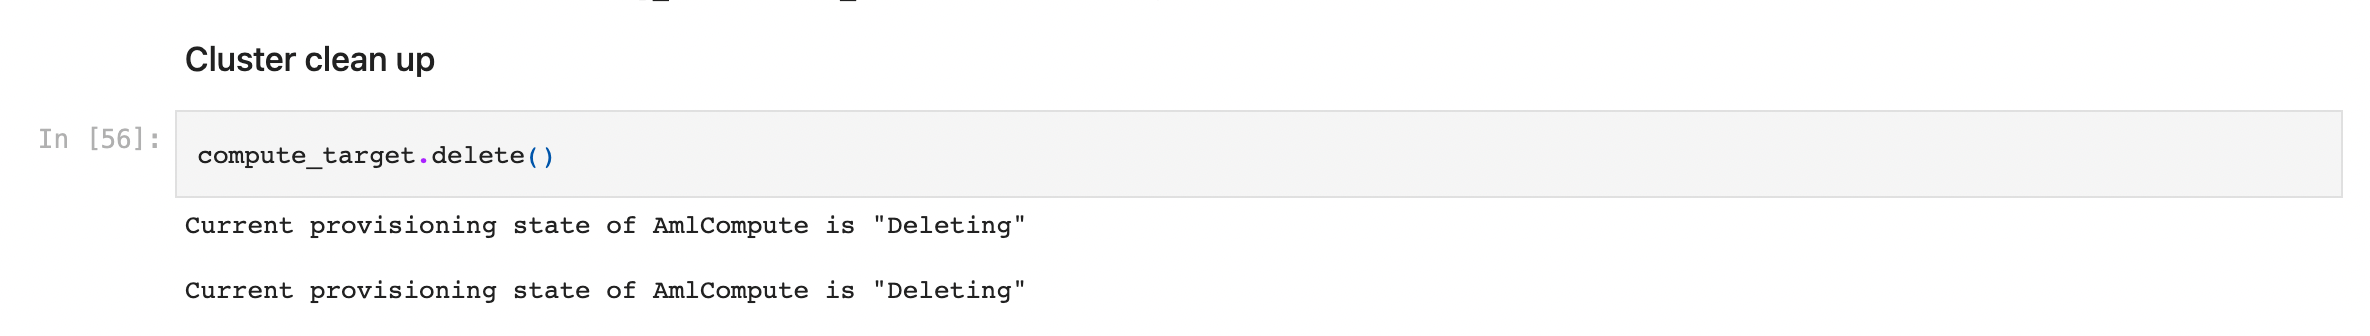 Cluster clean up
In [56]:
compute_target.delete()
Current provisioning state of AmlCompute is "Deleting"
Current provisioning state of AmlCompute is "Deleting"